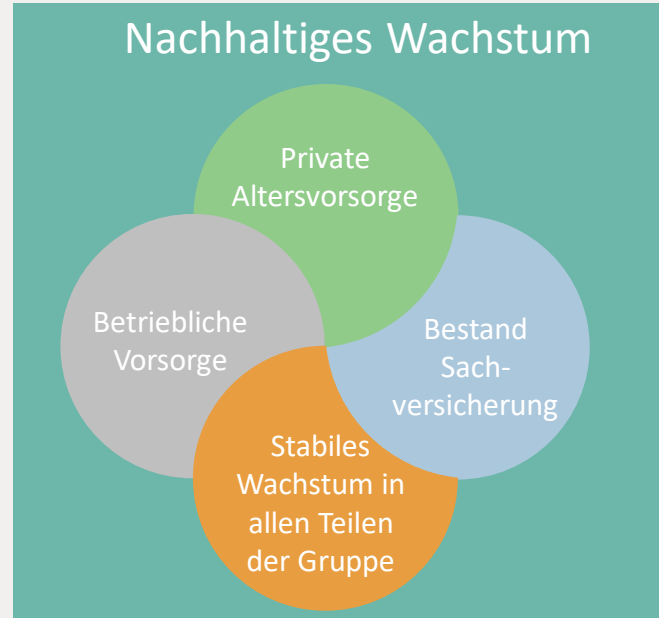 Nachhaltiges Wachstum
Private
Altersvorsorge
Betriebliche
Vorsorge
Bestand
Sach-
versicherung
Stabiles
Wachstum in
allen Teilen
der Gruppe